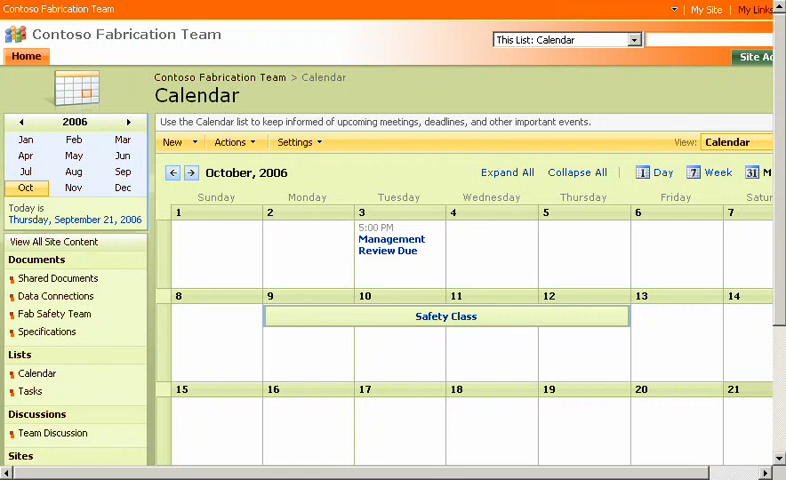 Contoso Fabrication Team
My Site
My Links
Contoso Fabrication Team
This List: Calendar
Home
Site Ac
Contoso Fabrication Team > Calendar
Calendar
2006
Jan Feb Mar
Apr May Jun
Jul Aug Sep
Oct Nov Dec
Today is
Thursday, September 21, 2006
Use the Calendar list to keep informed of upcoming meetings, deadlines, and other important events.
New Actions Settings View: Calendar
October, 2006 Expand All Collapse All 1 Day 7 Week 31 M
Sunday Monday Tuesday Wednesday Thursday Friday Satur
1 2 3 4 5 6 7
5:00 PM
Management
Review Due
8 9 10 11 12 13 14
Safety Class
15 16 17 18 19 20 21
View All Site Content
Documents
Shared Documents
Data Connections
Fab Safety Team
Specifications
Lists
Calendar
Tasks
Discussions
Team Discussion
Sites